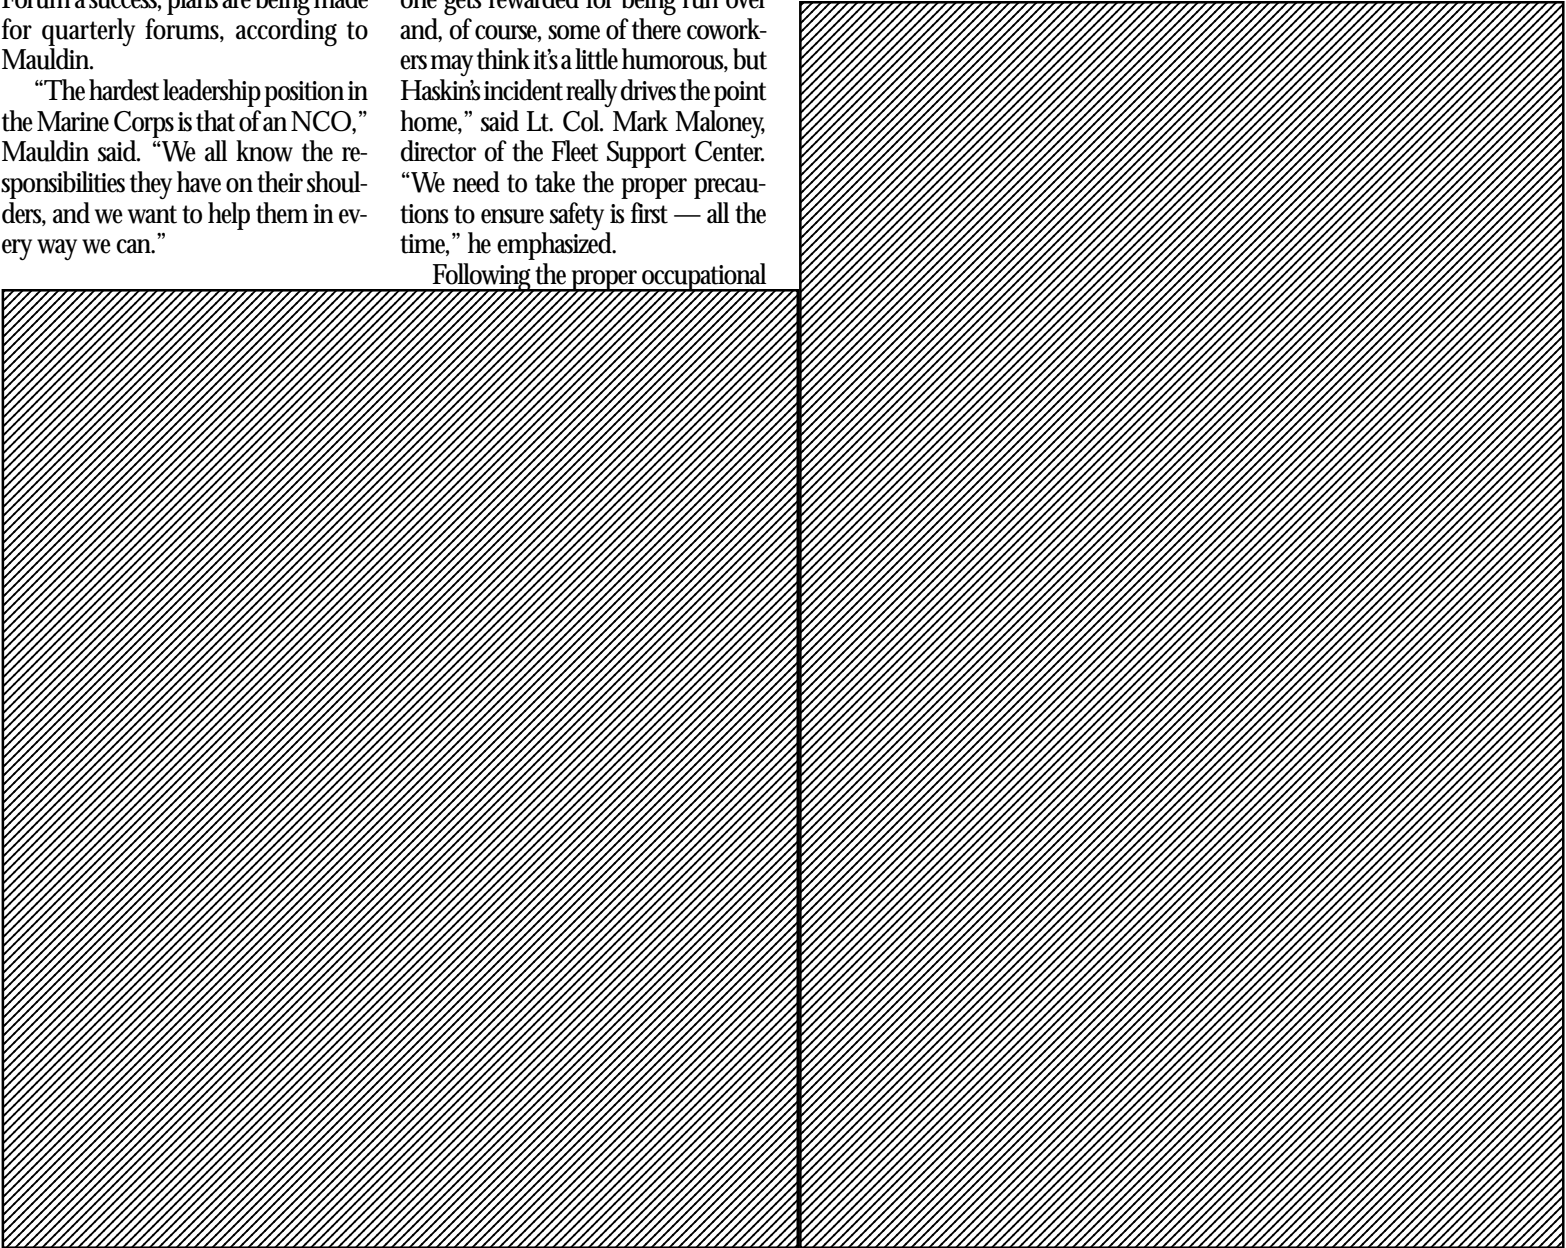 Forum a success, plans are being made
for quarterly forums, according to
Mauldin.
“The hardest leadership position in
the Marine Corps is that of an NCO,”
Mauldin said. “We all know the re-
sponsibilities they have on their shoul-
ders, and we want to help them in ev-
ery way we can.”
one gets rewarded for being run over
and, of course, some of there cowork-
ers may think it’s a little humorous, but
Haskin’s incident really drives the point
home,” said Lt. Col. Mark Maloney,
director of the Fleet Support Center.
“We need to take the proper precau-
tions to ensure safety is first — all the
time,” he emphasized.
Following the proper occupational